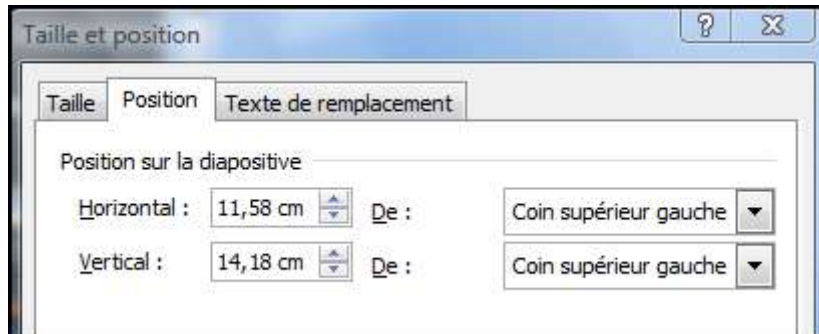 Taille et position
Taille Position Texte de remplacement
Position sur la diapositive
Horizontal : 11,58 cm De : Coin supérieur gauche
Vertical : 14,18 cm De : Coin supérieur gauche